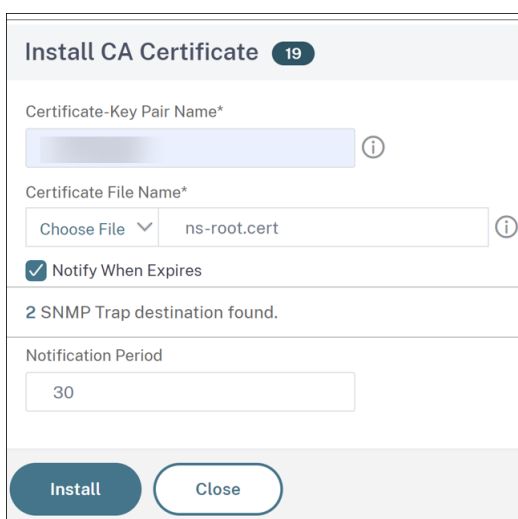 Install CA Certificate 19
Certificate-Key Pair Name*
Certificate File Name*
Choose File ns-root.cert
Notify When Expires
2 SNMP Trap destination found.
Notification Period
30
Install Close